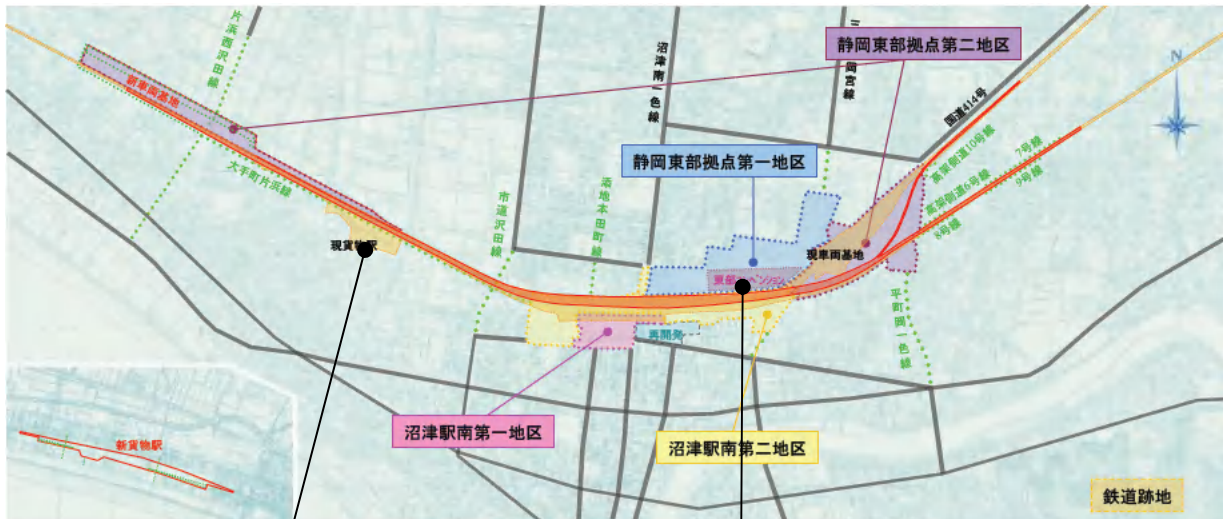 静岡東部拠点第二地区
静岡東部拠点第一地区
沼津駅南第一地区
沼津駅南第二地区
鉄道跡地
片浜西沢田線
新車両基地
大手町片浜線
現貨物駅
市道沢田線
添地本田町線
沼津南一色線
岡宮線
国道414号
高架側道10号線
高架側道6号線
7号線
8号線
9号線
現車両基地
再開発
平町岡一色線
新貨物駅
N